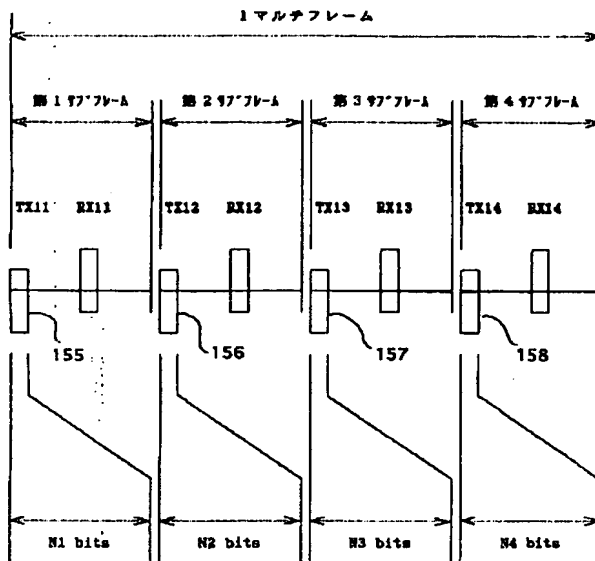 1マルチフレーム
第1サブフレーム 第2サブフレーム 第3サブフレーム 第4サブフレーム
TX11 RX11 TX12 RX12 TX13 RX13 TX14 RX14
155 156 157 158
N1 bits N2 bits N3 bits N4 bits